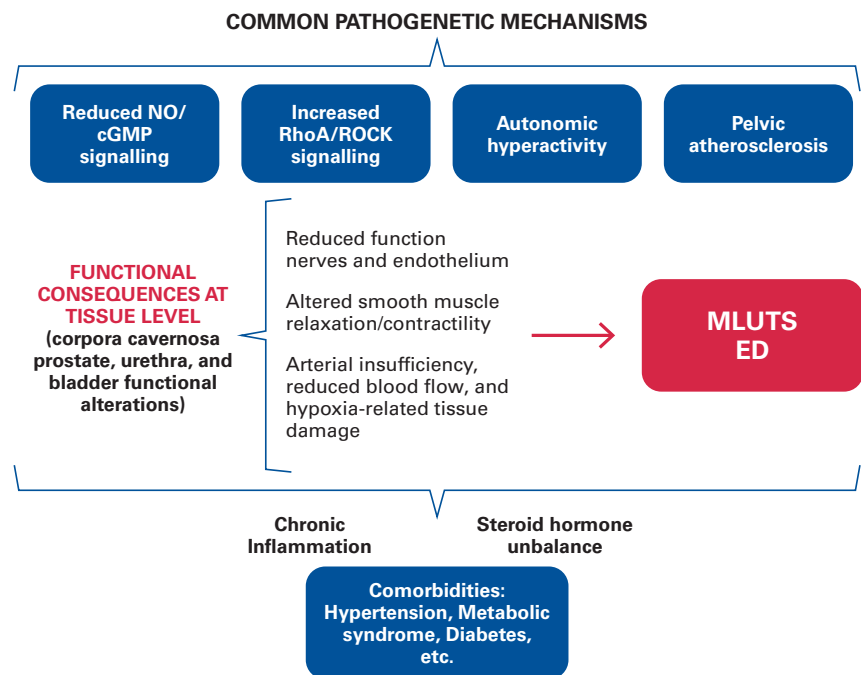 COMMON PATHOGENETIC MECHANISMS
Reduced NO/
cGMP
signalling
Increased
RhoA/ROCK
signalling
Autonomic
hyperactivity
Pelvic
atherosclerosis
FUNCTIONAL
CONSEQUENCES AT
TISSUE LEVEL
(corpora cavernosa
prostate, urethra, and
bladder functional
alterations)
Reduced function
nerves and endothelium
Altered smooth muscle
relaxation/contractility
Arterial insufficiency,
reduced blood flow, and
hypoxia-related tissue
damage
MLUTS
ED
Chronic
Inflammation
Steroid hormone
unbalance
Comorbidities:
Hypertension, Metabolic
syndrome, Diabetes,
etc.